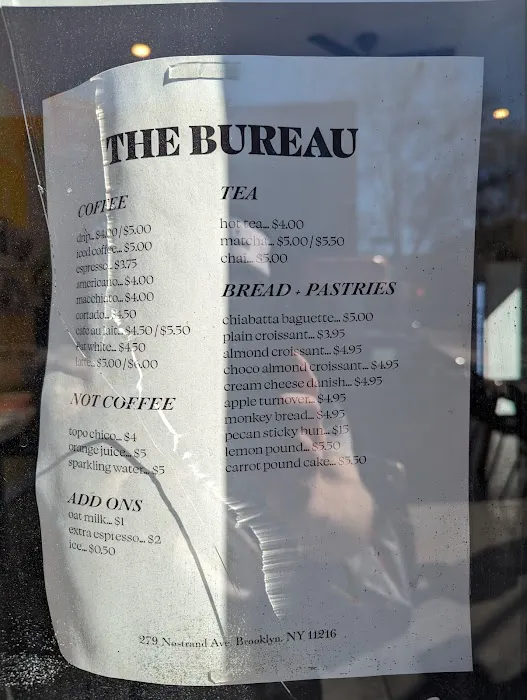 THE BUREAU
COFFEE
drip... $4.00/$5.00
iced coffee... $5.00
espresso... $3.75
americano... $4.00
macchiato... $4.00
cortado... $4.50
cafe au lait... $4.50 / $5.50
flat white... $4.50
latte... $5.00/$6.00
NOT COFFEE
topo chico... $4
orange juice... $5
sparkling water... $5
ADD ONS
oat milk... $1
extra espresso... $2
ice... $0.50
TEA
hot tea... $4.00
matcha... $5.00/$5.50
chai... $5.00
BREAD + PASTRIES
chiabatta baguette... $5.00
plain croissant... $3.95
almond croissant... $4.95
choco almond croissant... $4.95
cream cheese danish... $4.95
apple turnover... $4.95
monkey bread... $4.95
pecan sticky bun... $15
lemon pound... $5.50
carrot pound cake... $5.50
279 Nostrand Ave, Brooklyn, NY 11216